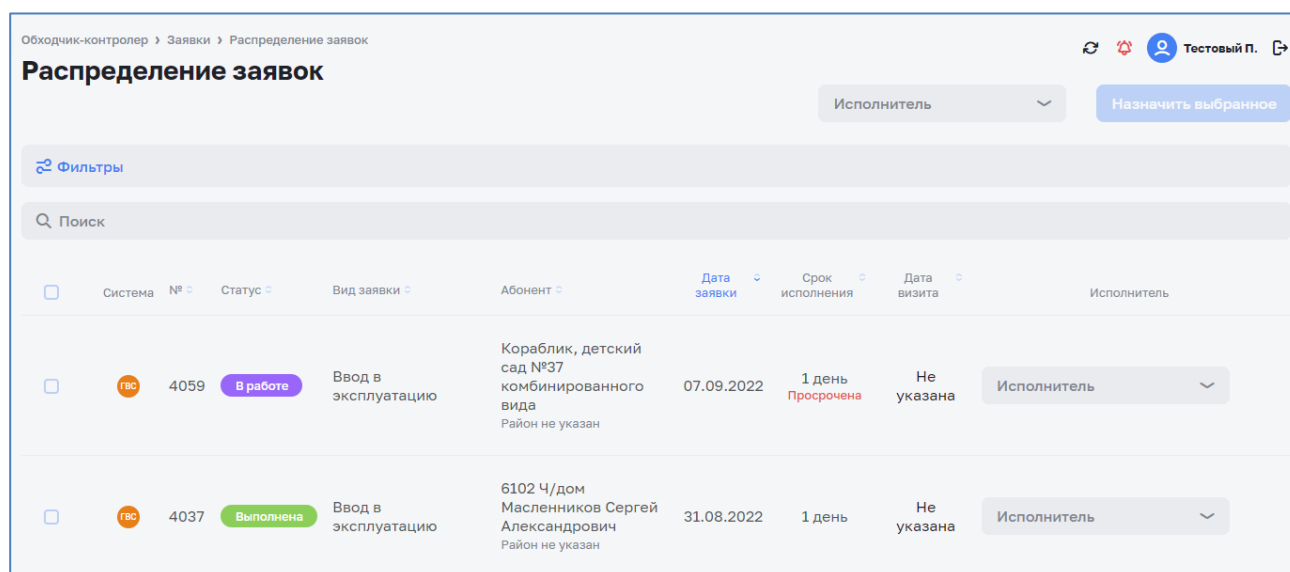 Обходчик-контролер › Заявки › Распределение заявок
Тестовый П.
Распределение заявок
Исполнитель
Назначить выбранное
Фильтры
Поиск
Система № Статус Вид заявки Абонент Дата заявки Срок исполнения Дата визита Исполнитель
ГВС 4059 В работе
Ввод в
эксплуатацию
Кораблик, детский
сад №37
комбинированного
вида
Район не указан
07.09.2022
1 день
Просрочена
Не
указана
Исполнитель
ГВС 4037 Выполнена
Ввод в
эксплуатацию
6102 Ч/дом
Масленников Сергей
Александрович
Район не указан
31.08.2022
1 день
Не
указана
Исполнитель